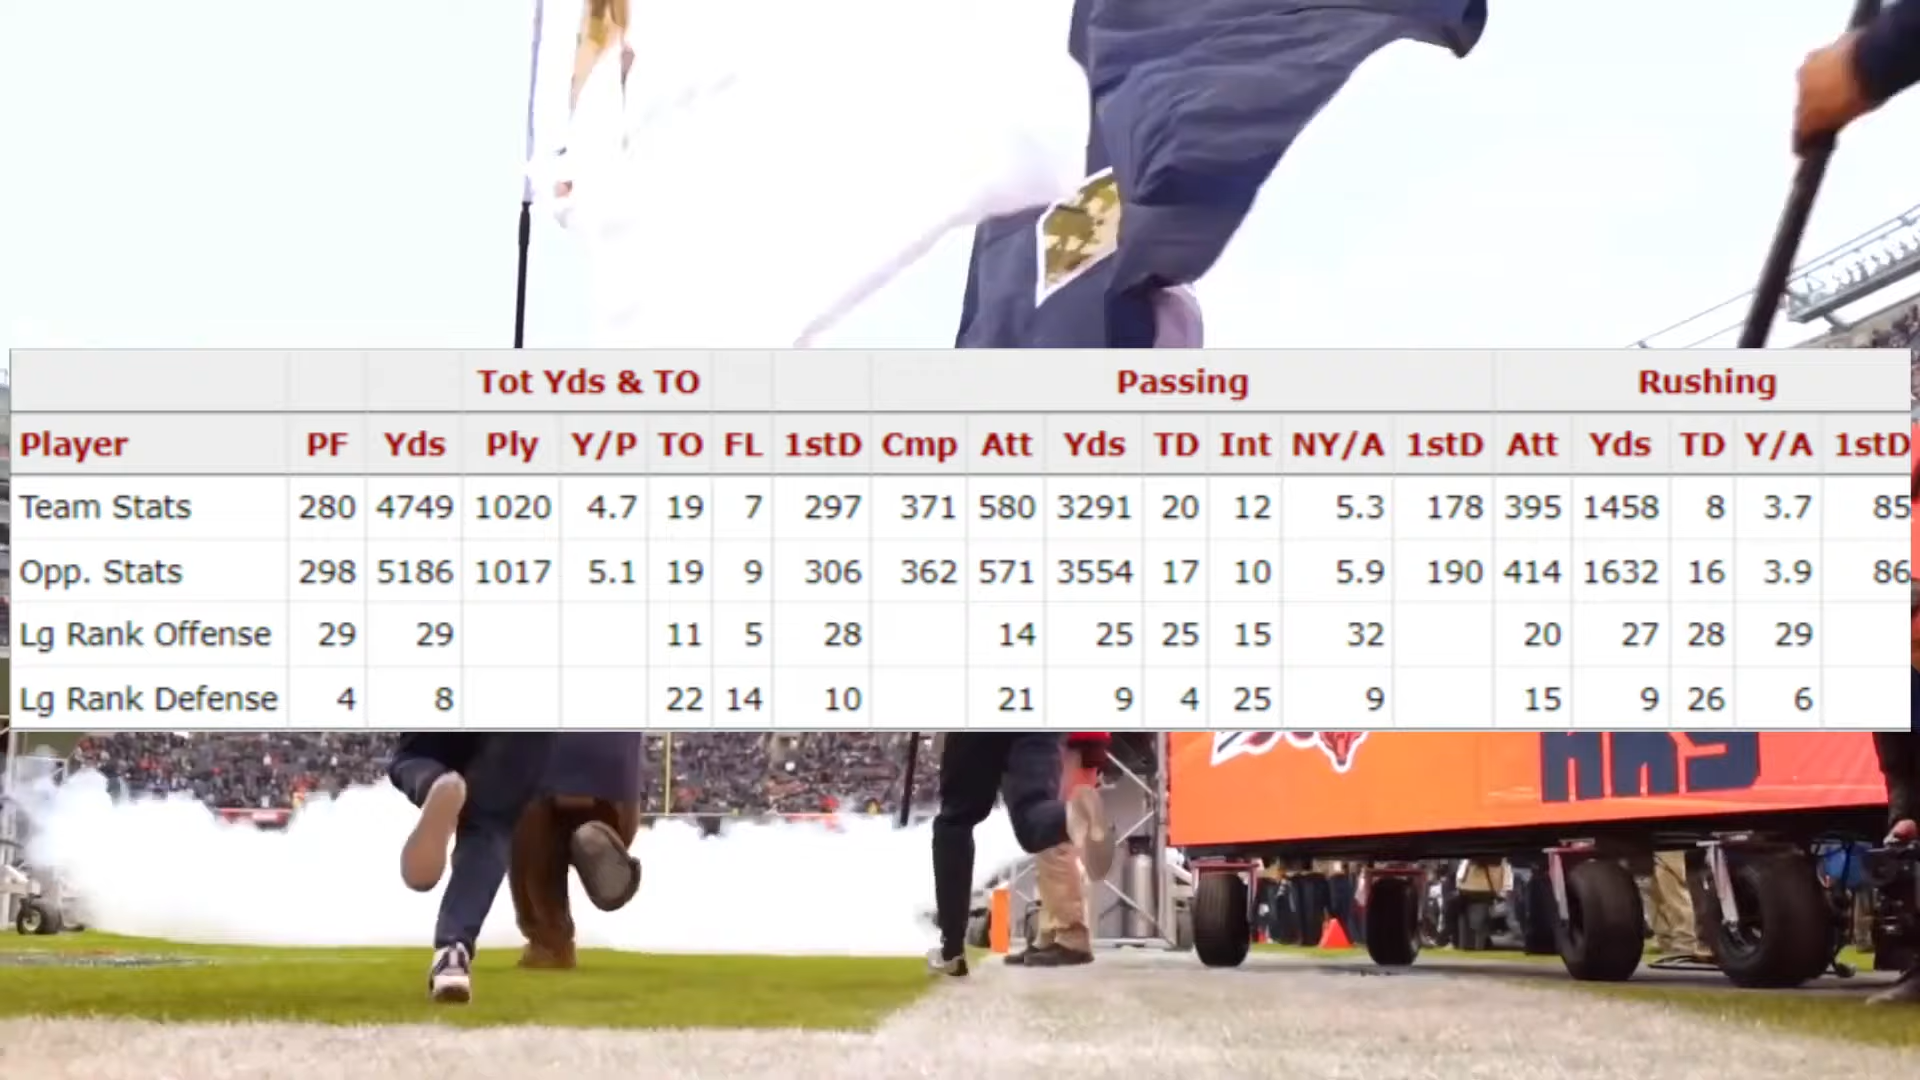 Tot Yds & TO Passing Rushing
Player PF Yds Ply Y/P TO FL 1stD Cmp Att Yds TD Int NY/A 1stD Att Yds TD Y/A 1stD
Team Stats 280 4749 1020 4.7 19 7 297 371 580 3291 20 12 5.3 178 395 1458 8 3.7 85
Opp. Stats 298 5186 1017 5.1 19 9 306 362 571 3554 17 10 5.9 190 414 1632 16 3.9 86
Lg Rank Offense 29 29 11 5 28 14 25 25 15 32 20 27 28 29
Lg Rank Defense 4 8 22 14 10 21 9 4 25 9 15 9 26 6